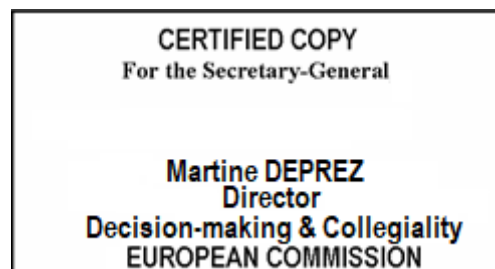 CERTIFIED COPY
For the Secretary-General
Martine DEPREZ
Director
Decision-making & Collegiality
EUROPEAN COMMISSION